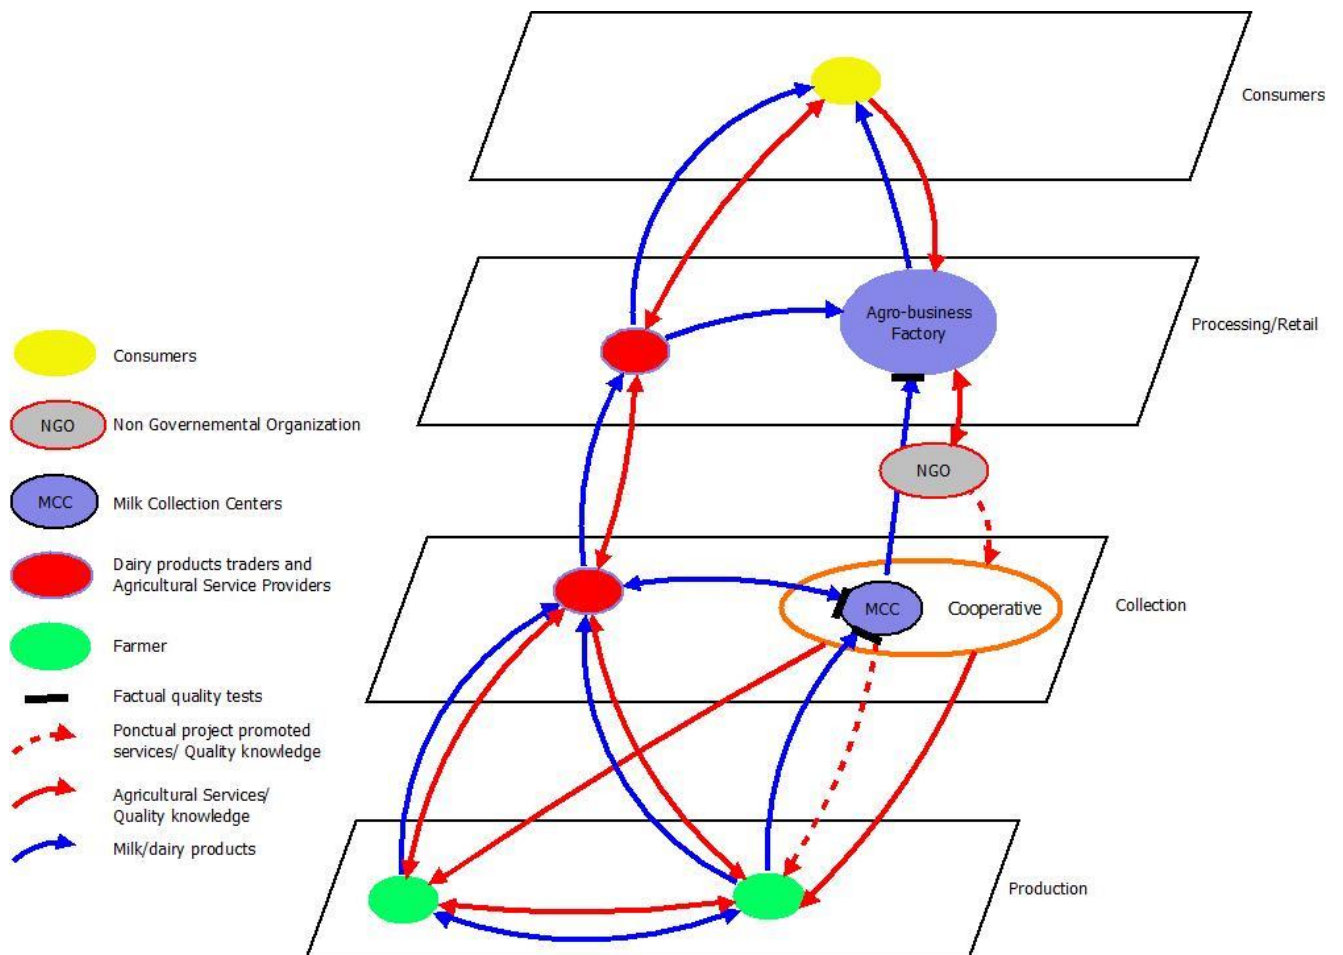 Consumers
Agro-business
Factory
Processing/Retail
Consumers
NGO
Non Governemental Organization
NGO
MCC
Milk Collection Centers
Dairy products traders and
Agricultural Service Providers
MCC
Cooperative
Collection
Farmer
Factual quality tests
Ponctual project promoted
services/ Quality knowledge
Agricultural Services/
Quality knowledge
Milk/dairy products
Production